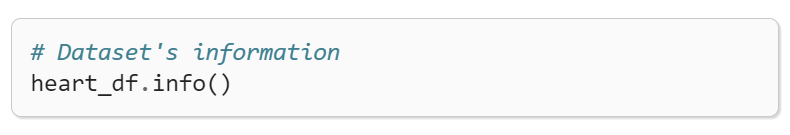 # Dataset's information
heart_df.info()